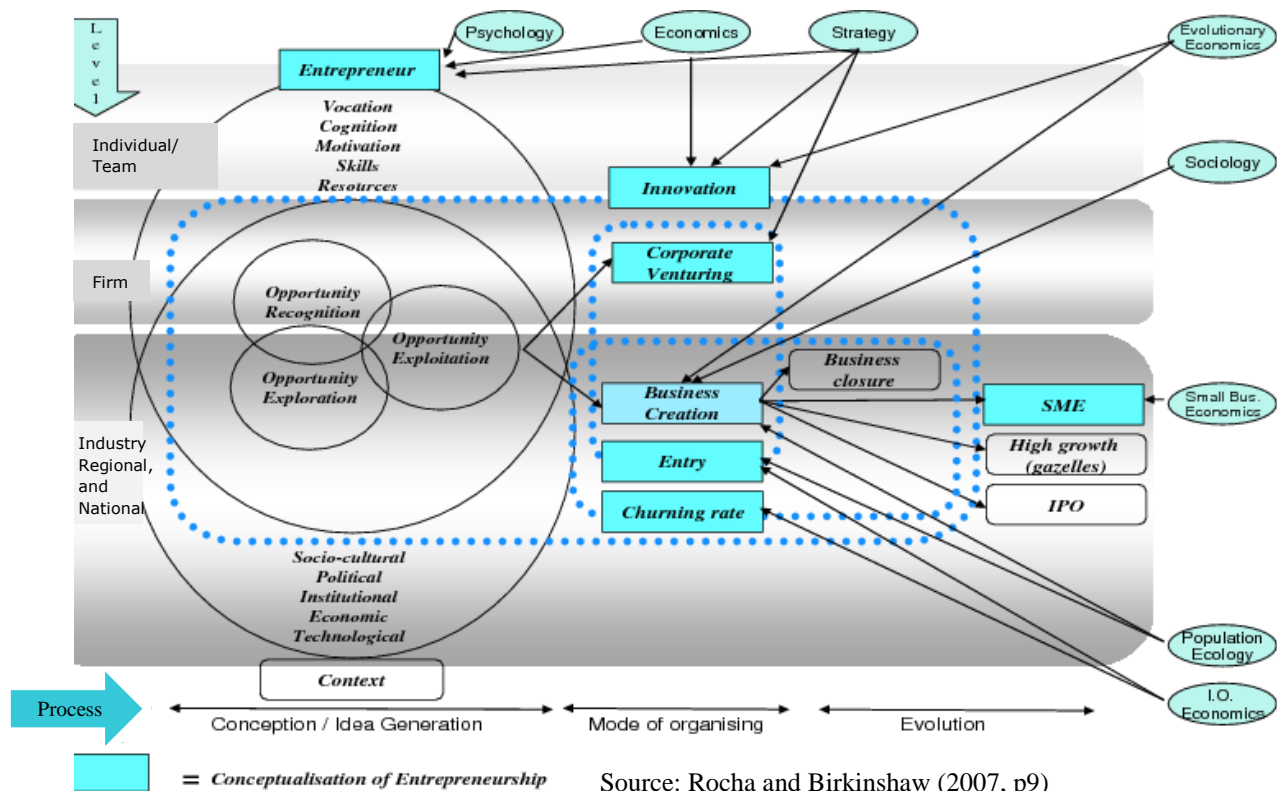 L
e
v
e
l
Psychology
Economics
Strategy
Evolutionary
Economics
Entrepreneur
Vocation
Cognition
Motivation
Skills
Resources
Individual/
Team
Innovation
Sociology
Firm
Corporate
Venturing
Opportunity
Recognition
Opportunity
Exploitation
Opportunity
Exploration
Business
closure
Business
Creation
SME
Small Bus.
Economics
Industry
Regional,
and
National
Entry
High growth
(gazelles)
Churning rate
IPO
Socio-cultural
Political
Institutional
Economic
Technological
Population
Ecology
Context
I.O.
Economics
Process
Conception / Idea Generation
Mode of organising
Evolution
= Conceptualisation of Entrepreneurship
Source: Rocha and Birkinshaw (2007, p9)